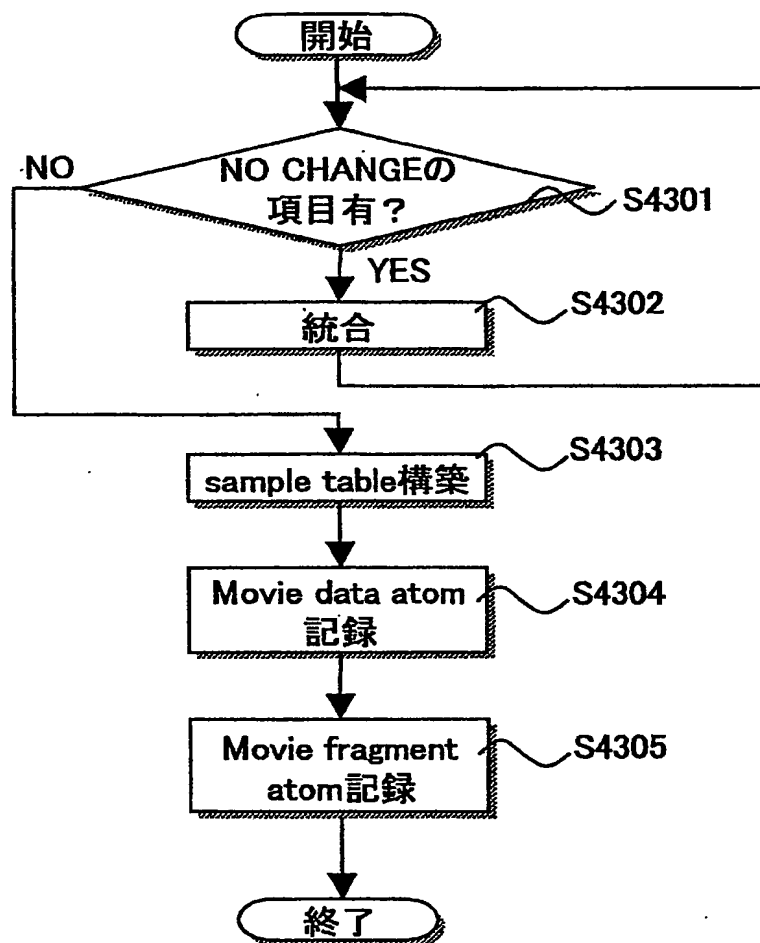 開始
NO
NO CHANGEの
項目有?
S4301
YES
S4302
統合
S4303
sample table構築
Movie data atom
記録
S4304
Movie fragment
atom記録
S4305
終了